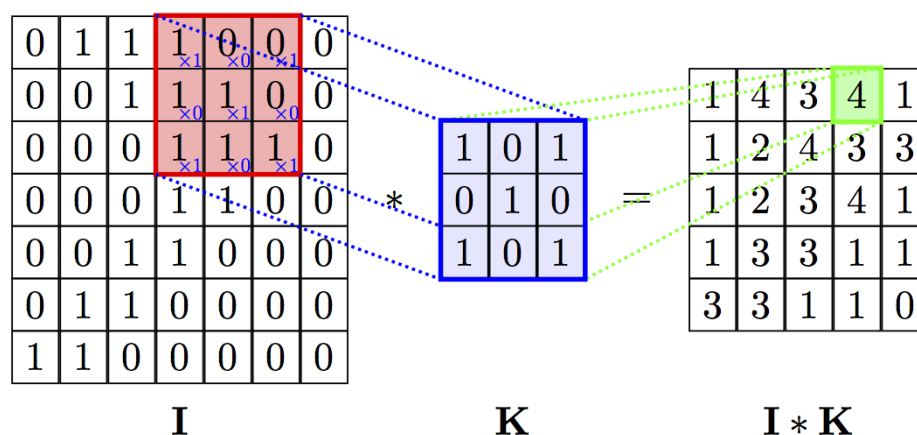 0 1 1 1×1 0×0 0×1 0
0 0 1 1×0 1×1 0×0 0
0 0 0 1×1 1×0 1×1 0
0 0 0 1 1 0 0
0 0 1 1 0 0 0
0 1 1 0 0 0 0
1 1 0 0 0 0 0
I
*
1 0 1
0 1 0
1 0 1
K
=
1 4 3 4 1
1 2 4 3 3
1 2 3 4 1
1 3 3 1 1
3 3 1 1 0
I * K